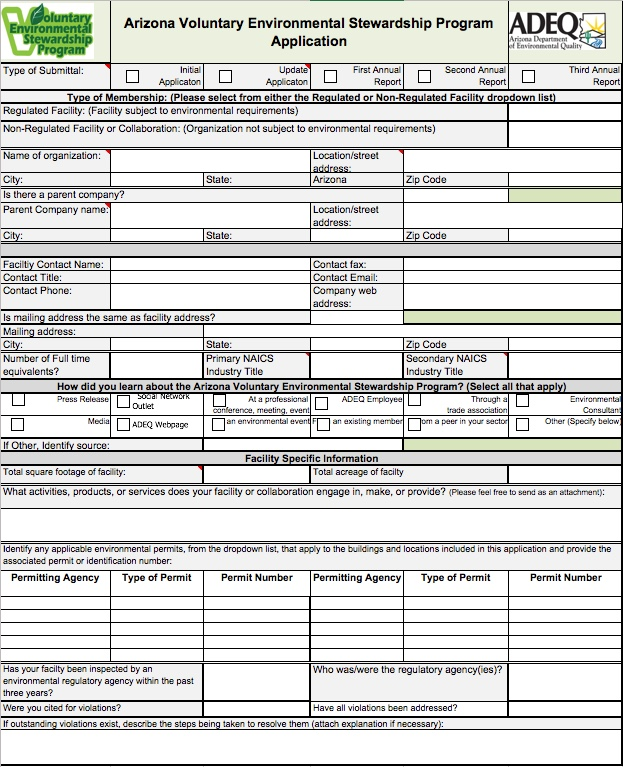 Voluntary
Environmental
Stewardship
Program
Arizona Voluntary Environmental Stewardship Program
Application
ADEQ
Arizona Department
of Environmental Quality
Type of Submittal:
Initial
Applicaton
Update
Applicaton
First Annual
Report
Second Annual
Report
Third Annual
Report
Type of Membership: (Please select from either the Regulated or Non-Regulated Facility dropdown list)
Regulated Facility: (Facility subject to environmental requirements)
Non-Regulated Facility or Collaboration: (Organization not subject to environmental requirements)
Name of organization:
Location/street
address:
City:
State:
Arizona
Zip Code
Is there a parent company?
Parent Company name:
Location/street
address:
City:
State:
Zip Code
Faciltiy Contact Name:
Contact fax:
Contact Title:
Contact Email:
Contact Phone:
Company web
address:
Is mailing address the same as facility address?
Mailing address:
City:
State:
Zip Code
Number of Full time
equivalents?
Primary NAICS
Industry Title
Secondary NAICS
Industry Title
How did you learn about the Arizona Voluntary Environmental Stewardship Program? (Select all that apply)
Press Release
Social Network
Outlet
At a professional
conference, meeting, event
ADEQ Employee
Through a
trade association
Environmental
Consultant
Media
ADEQ Webpage
an environmental event
F
an existing member
om a peer in your sector
Other (Specify below)
If Other, Identify source:
Facility Specific Information
Total square footage of facility:
Total acreage of facilty
What activities, products, or services does your facility or collaboration engage in, make, or provide? (Please feel free to send as an attachment):
Identify any applicable environmental permits, from the dropdown list, that apply to the buildings and locations included in this application and provide the
associated permit or identification number:
Permitting Agency
Type of Permit
Permit Number
Permitting Agency
Type of Permit
Permit Number
Has your facilty been inspected by an
environmental regulatory agency within the past
three years?
Who was/were the regulatory agency(ies)?
Were you cited for violations?
Have all violations been addressed?
If outstanding violations exist, describe the steps being taken to resolve them (attach explanation if necessary):